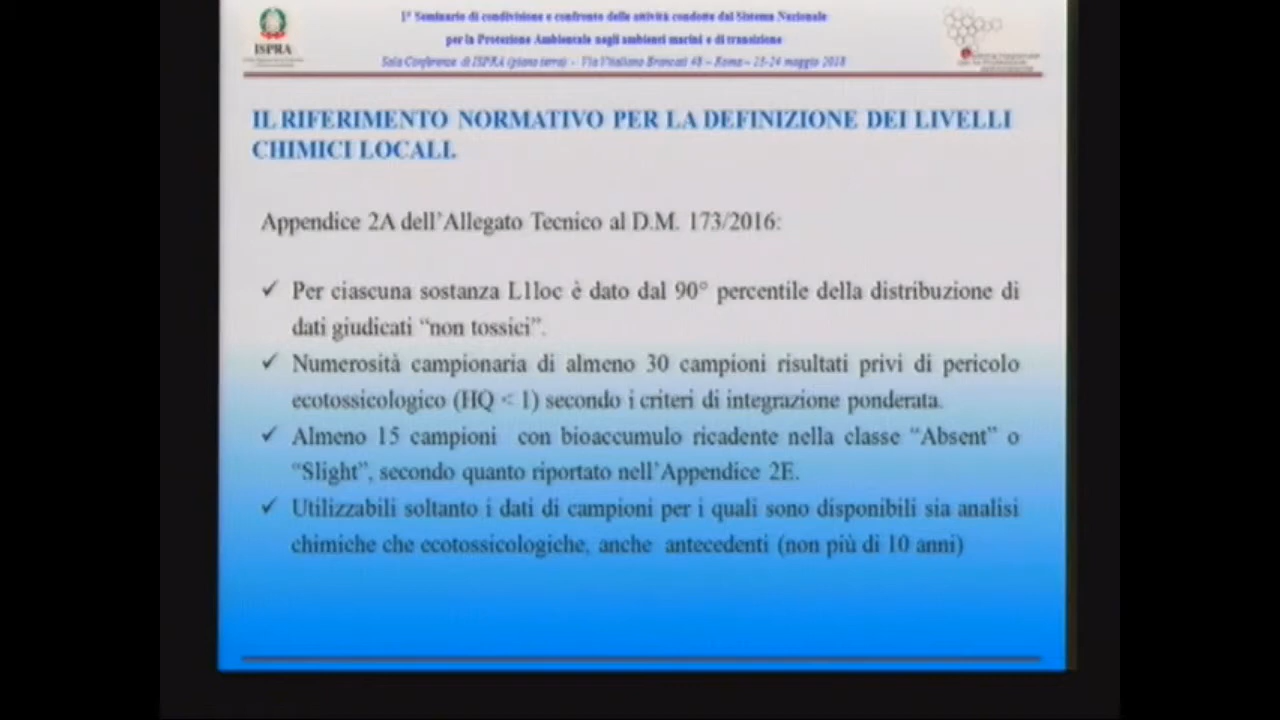 1° Seminario di condivisione e confronto delle attività condotte dal Sistema Nazionale
per la Protezione Ambientale negli ambienti marini e di transizione
Sala Conferenze di ISPRA (piano terra) - Via Vitaliano Brancati 48 – Roma – 23-24 maggio 2018
ISPRA
IL RIFERIMENTO NORMATIVO PER LA DEFINIZIONE DEI LIVELLI
CHIMICI LOCALI.
Appendice 2A dell'Allegato Tecnico al D.M. 173/2016:
✓ Per ciascuna sostanza L1loc è dato dal 90° percentile della distribuzione di
dati giudicati "non tossici".
✓ Numerosità campionaria di almeno 30 campioni risultati privi di pericolo
ecotossicologico (HQ < 1) secondo i criteri di integrazione ponderata.
✓ Almeno 15 campioni con bioaccumulo ricadente nella classe "Absent" o
"Slight", secondo quanto riportato nell'Appendice 2E.
✓ Utilizzabili soltanto i dati di campioni per i quali sono disponibili sia analisi
chimiche che ecotossicologiche, anche antecedenti (non più di 10 anni)